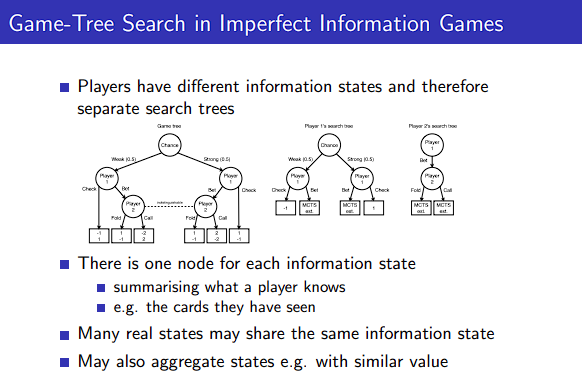 Game-Tree Search in Imperfect Information Games
Players have different information states and therefore
separate search trees
Game tree
Chance
Weak (0.5)
Strong (0.5)
Player
1
Player
1
Check
Bet
Bet
Check
Player
2
Player
2
Fold
Call
Fold
Call
-1
1
1
-1
-2
2
1
-1
2
-2
1
-1
Player 1's search tree
Chance
Weak (0.5)
Strong (0.5)
Player
1
Player
1
Check
Bet
Bet
Check
-1
MCTS
est.
MCTS
est.
1
Player 2's search tree
Player
1
Bet
Player
2
Fold
Call
MCTS
est.
MCTS
est.
There is one node for each information state
summarising what a player knows
e.g. the cards they have seen
Many real states may share the same information state
May also aggregate states e.g. with similar value